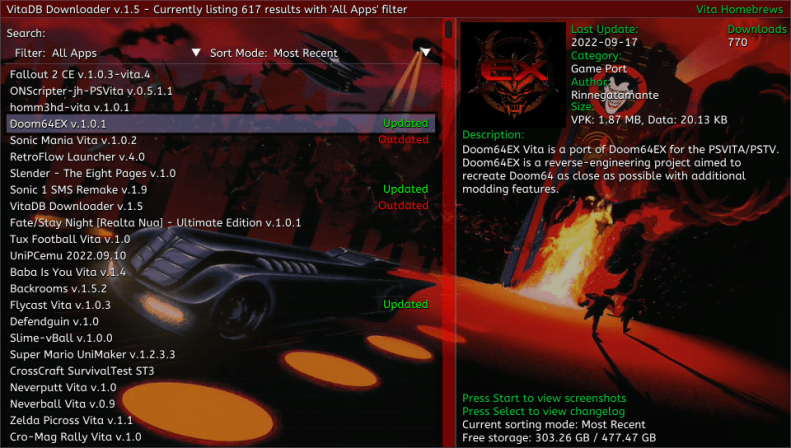 VitaDB Downloader v.1.5 - Currently listing 617 results with 'All Apps' filter
Vita Homebrews
Search:
Filter: All Apps
Sort Mode: Most Recent
Fallout 2 CE v.1.0.3-vita.4
ONScripter-jh-PSVita v.0.5.1.1
homm3hd-vita v.1.0.1
Doom64EX v.1.0.1 Updated
Sonic Mania Vita v.1.0.2 Outdated
RetroFlow Launcher v.4.0
Slender - The Eight Pages v.1.0
Sonic 1 SMS Remake v.1.9 Updated
VitaDB Downloader v.1.5 Outdated
Fate/Stay Night [Realta Nua] - Ultimate Edition v.1.0.1
Tux Football Vita v.1.0
UniPCemu 2022.09.10
Baba Is You Vita v.1.4
Backrooms v.1.5.2
Flycast Vita v.1.0.3 Updated
Defendguin v.1.0
Slime-vBall v.1.0.0
Super Mario UniMaker v.1.2.3.3
CrossCraft SurvivalTest ST3
Neverputt Vita v.1.0
Neverball Vita v.0.9
Zelda Picross Vita v.1.1
Cro-Mag Rally Vita v.1.0
EX
Last Update:
2022-09-17
Downloads
770
Category:
Game Port
Author:
Rinnegatamante
Size:
VPK: 1.87 MB, Data: 20.13 KB
Description:
Doom64EX Vita is a port of Doom64EX for the PSVITA/PSTV.
Doom64EX is a reverse-engineering project aimed to
recreate Doom64 as close as possible with additional
modding features.
Press Start to view screenshots
Press Select to view changelog
Current sorting mode: Most Recent
Free storage: 303.26 GB / 477.47 GB